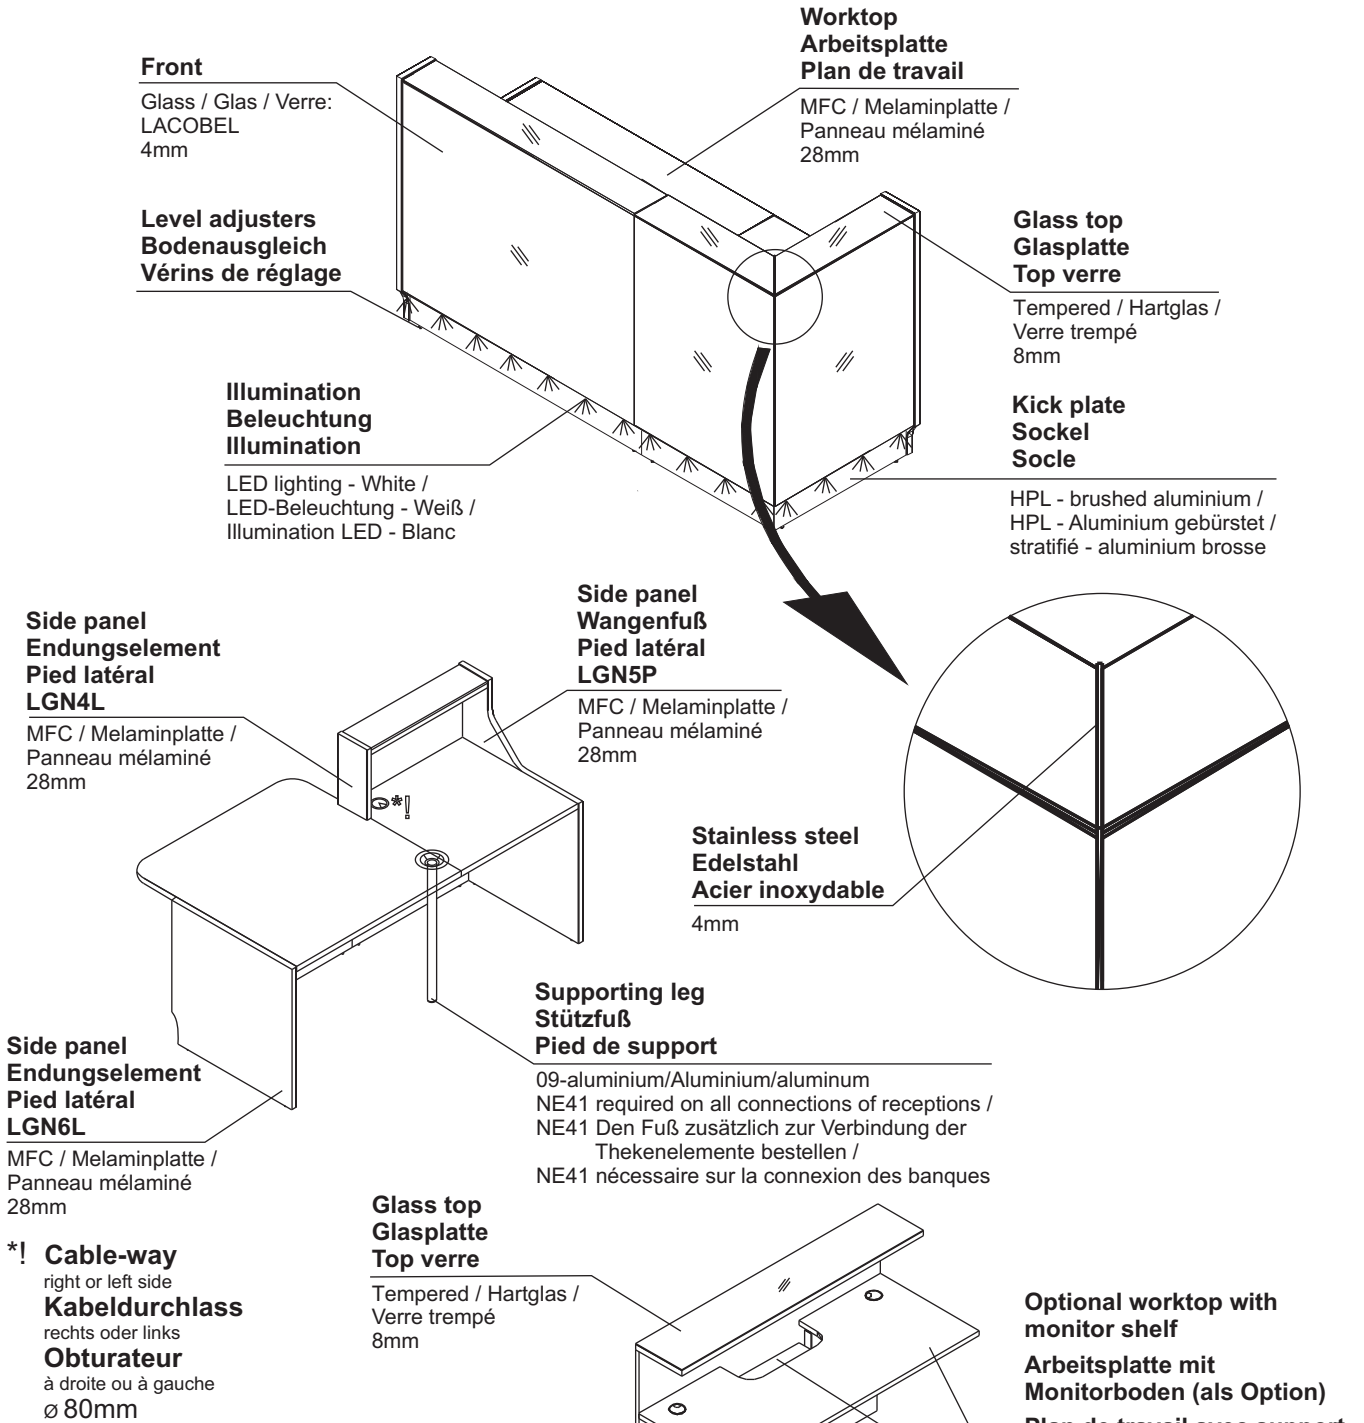 Worktop
Arbeitsplatte
Plan de travail
MFC / Melaminplatte /
Panneau mélaminé
28mm
Front
Glass / Glas / Verre:
LACOBEL
4mm
Level adjusters
Bodenausgleich
Vérins de réglage
Glass top
Glasplatte
Top verre
Tempered / Hartglas /
Verre trempé
8mm
Illumination
Beleuchtung
Illumination
LED lighting - White /
LED-Beleuchtung - Weiß /
Illumination LED - Blanc
Kick plate
Sockel
Socle
HPL - brushed aluminium /
HPL - Aluminium gebürstet /
stratifié - aluminium brosse
Side panel
Endungselement
Pied latéral
LGN4L
MFC / Melaminplatte /
Panneau mélaminé
28mm
Side panel
Wangenfuß
Pied latéral
LGN5P
MFC / Melaminplatte /
Panneau mélaminé
28mm
*!
Stainless steel
Edelstahl
Acier inoxydable
4mm
Supporting leg
Stützfuß
Pied de support
09-aluminium/Aluminium/aluminum
NE41 required on all connections of receptions /
NE41 Den Fuß zusätzlich zur Verbindung der
Thekenelemente bestellen /
NE41 nécessaire sur la connexion des banques
Side panel
Endungselement
Pied latéral
LGN6L
MFC / Melaminplatte /
Panneau mélaminé
28mm
*! Cable-way
right or left side
Kabeldurchlass
rechts oder links
Obturateur
à droite ou à gauche
ø 80mm
Glass top
Glasplatte
Top verre
Tempered / Hartglas /
Verre trempé
8mm
Optional worktop with
monitor shelf
Arbeitsplatte mit
Monitorboden (als Option)
Plan de travail avec support